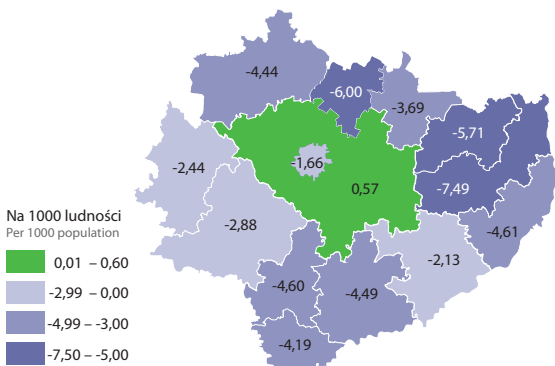 -4,44
-6,00
-3,69
-5,71
-1,66
-2,44
0,57
-7,49
-2,88
-4,61
-2,13
-4,60
-4,49
-4,19
Na 1000 ludności
Per 1000 population
0,01 – 0,60
-2,99 – 0,00
-4,99 – -3,00
-7,50 – -5,00